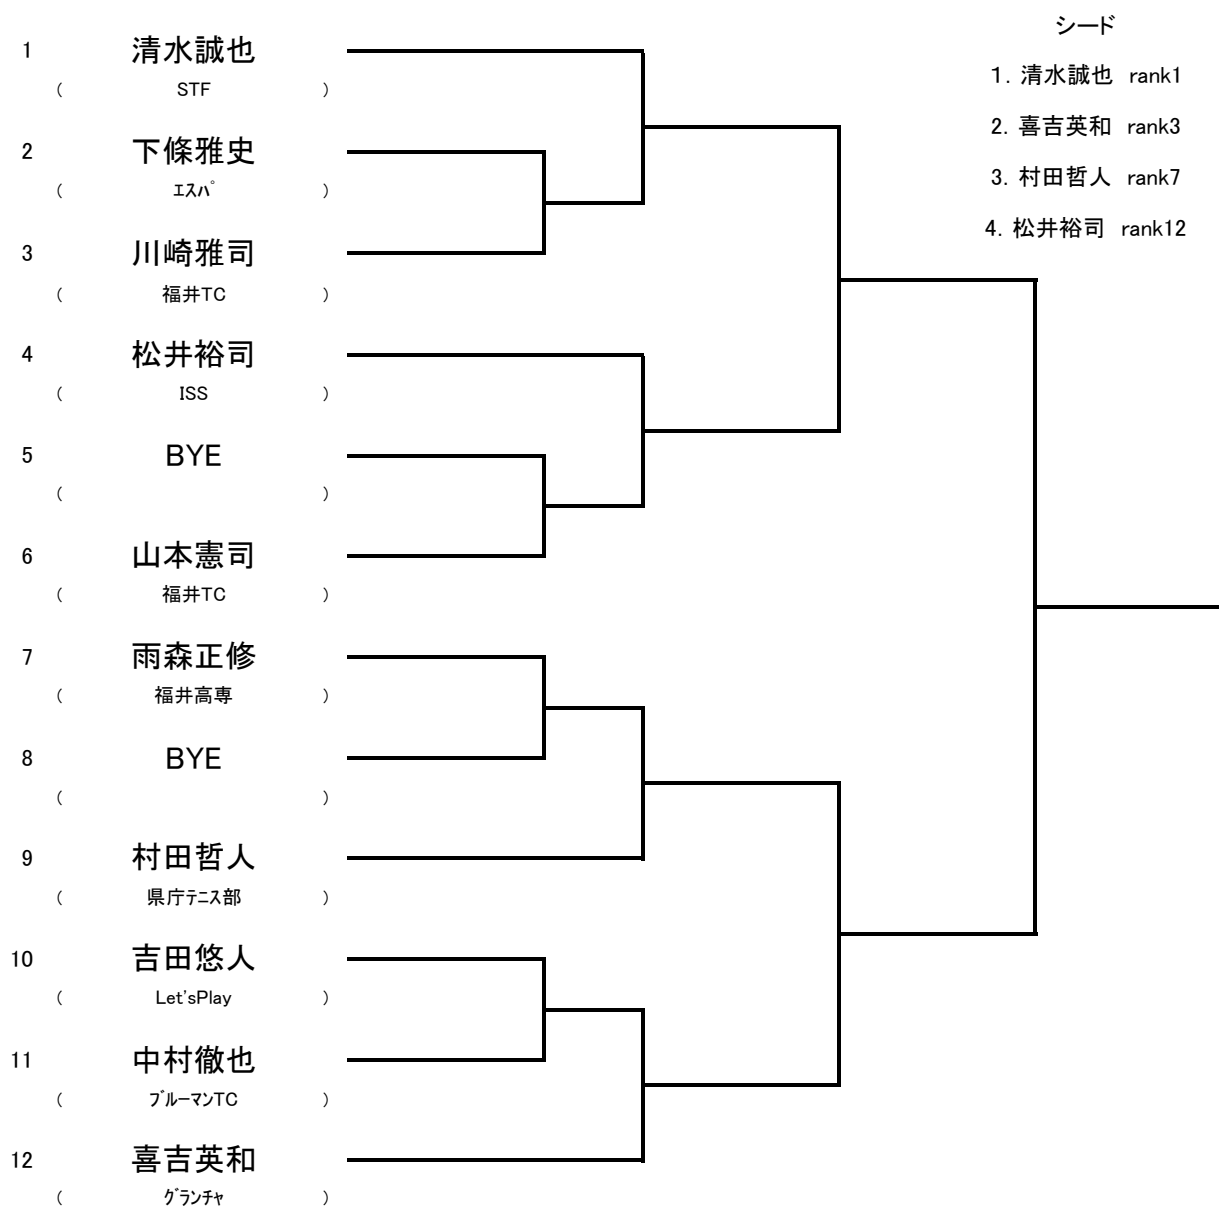 シード
1 清水誠也
( STF )
1. 清水誠也 rank1
2. 喜吉英和 rank3
2 下條雅史
( ｴｽﾊﾟ )
3. 村田哲人 rank7
4. 松井裕司 rank12
3 川崎雅司
( 福井TC )
4 松井裕司
( ISS )
5 BYE
( )
6 山本憲司
( 福井TC )
7 雨森正修
( 福井高専 )
8 BYE
( )
9 村田哲人
( 県庁ﾃﾆｽ部 )
10 吉田悠人
( Let'sPlay )
11 中村徹也
( ﾌﾞﾙｰﾏﾝTC )
12 喜吉英和
( ｸﾞﾗﾝﾁｬ )